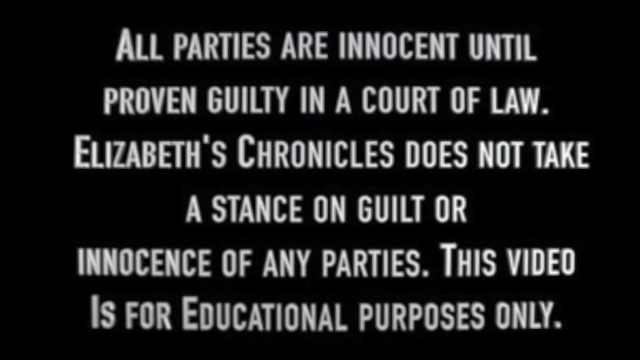 All parties are innocent until
proven guilty in a court of law.
Elizabeth's Chronicles does not take
a stance on guilt or
innocence of any parties. This video
Is for Educational purposes only.